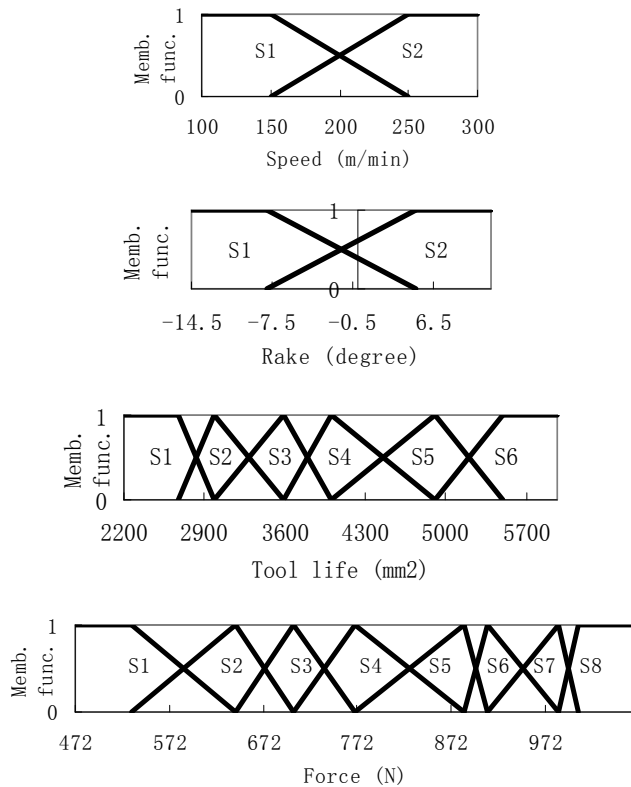 Memb. func.
1
S1 S2
0
100 150 200 250 300
Speed (m/min)
Memb. func.
1
S1 S2
0
-14.5 -7.5 -0.5 6.5
Rake (degree)
Memb. func.
1
S1 S2 S3 S4 S5 S6
0
2200 2900 3600 4300 5000 5700
Tool life (mm2)
Memb. func.
1
S1 S2 S3 S4 S5 S6 S7 S8
0
472 572 672 772 872 972
Force (N)